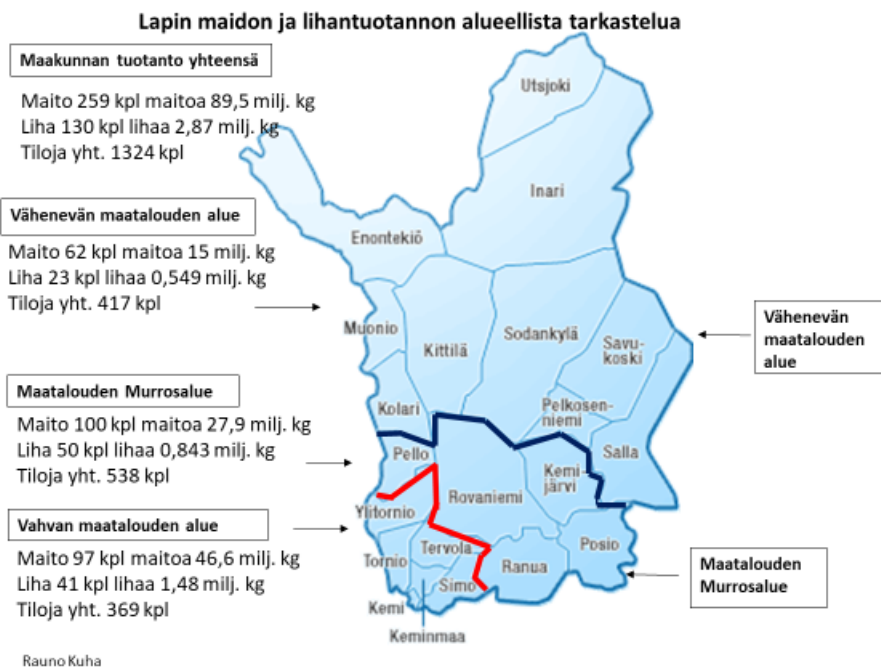 Lapin maidon ja lihantuotannon alueellista tarkastelua
Maakunnan tuotanto yhteensä
Maito 259 kpl maitoa 89,5 milj. kg
Liha 130 kpl lihaa 2,87 milj. kg
Tiloja yht. 1324 kpl
Vähenevän maatalouden alue
Maito 62 kpl maitoa 15 milj. kg
Liha 23 kpl lihaa 0,549 milj. kg
Tiloja yht. 417 kpl
Maatalouden Murrosalue
Maito 100 kpl maitoa 27,9 milj. kg
Liha 50 kpl lihaa 0,843 milj. kg
Tiloja yht. 538 kpl
Vahvan maatalouden alue
Maito 97 kpl maitoa 46,6 milj. kg
Liha 41 kpl lihaa 1,48 milj. kg
Tiloja yht. 369 kpl
Rauno Kuha
Utsjoki
Inari
Enontekiö
Muonio
Kittilä
Sodankylä
Savu-
koski
Kolari
Pelkosen-
niemi
Pello
Salla
Kemi-
järvi
Rovaniemi
Ylitornio
Tornio
Tervola
Ranua
Posio
Simo
Kemi
Keminmaa
Vähenevän
maatalouden
alue
Maatalouden
Murrosalue